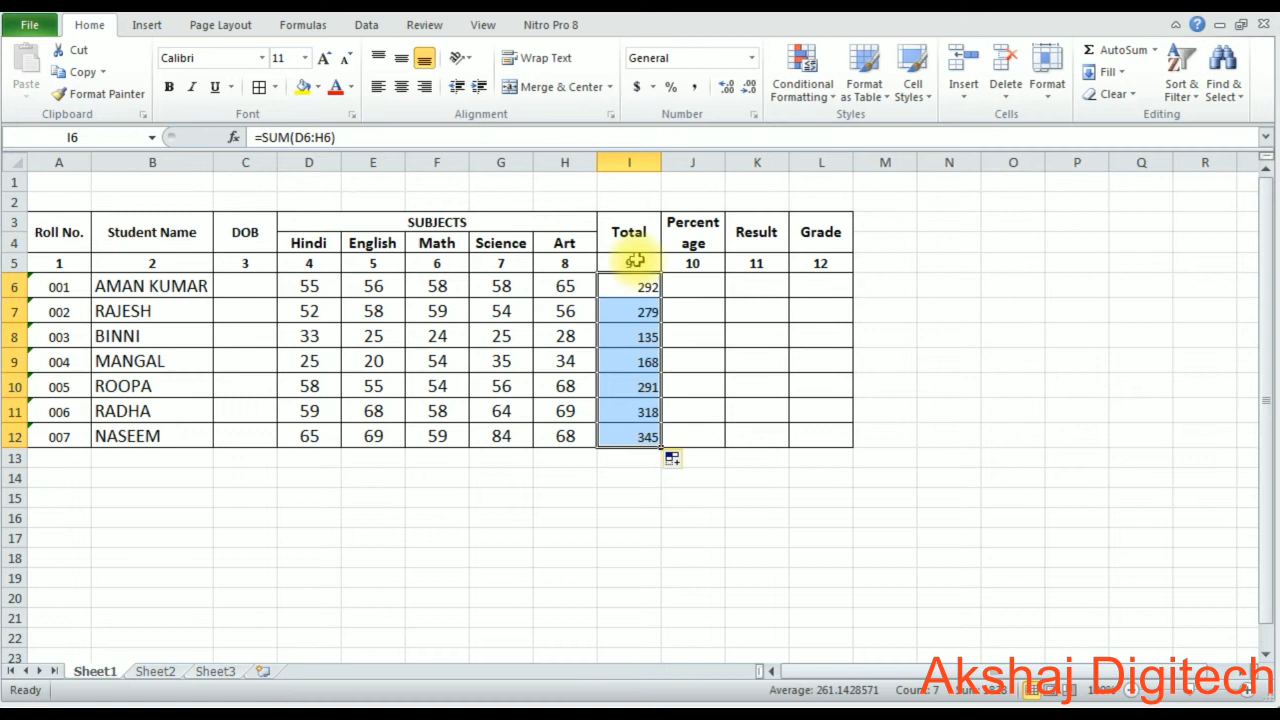 File Home Insert Page Layout Formulas Data Review View Nitro Pro 8
Paste Cut Copy Format Painter Calibri 11 Wrap Text Merge & Center General $ % , Conditional Formatting Format as Table Cell Styles Insert Delete Format Σ AutoSum Fill Clear Sort & Filter Find & Select
Clipboard Font Alignment Number Styles Cells Editing
I6 fx =SUM(D6:H6)
A B C D E F G H I J K L M N O P Q R
1
2
3 Roll No. Student Name DOB SUBJECTS Total Percentage Result Grade
4 Hindi English Math Science Art
5 1 2 3 4 5 6 7 8 9 10 11 12
6 001 AMAN KUMAR 55 56 58 58 65 292
7 002 RAJESH 52 58 59 54 56 279
8 003 BINNI 33 25 24 25 28 135
9 004 MANGAL 25 20 54 35 34 168
10 005 ROOPA 58 55 54 56 68 291
11 006 RADHA 59 68 58 64 69 318
12 007 NASEEM 65 69 59 84 68 345
13
14
15
16
17
18
19
20
21
22
23
Sheet1 Sheet2 Sheet3
Ready Average: 261.1428571
Akshaj Digitech